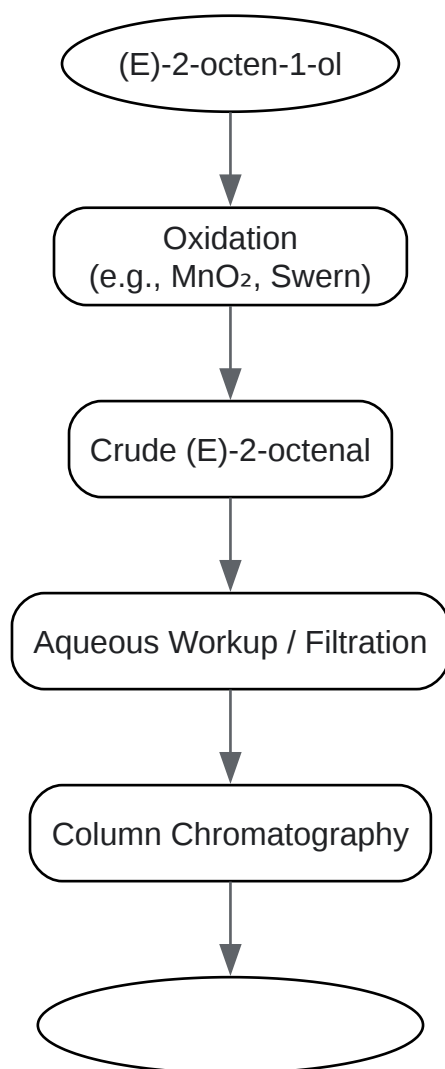 (E)-2-octen-1-ol
Oxidation
(e.g., MnO₂, Swern)
Crude (E)-2-octenal
Aqueous Workup / Filtration
Column Chromatography